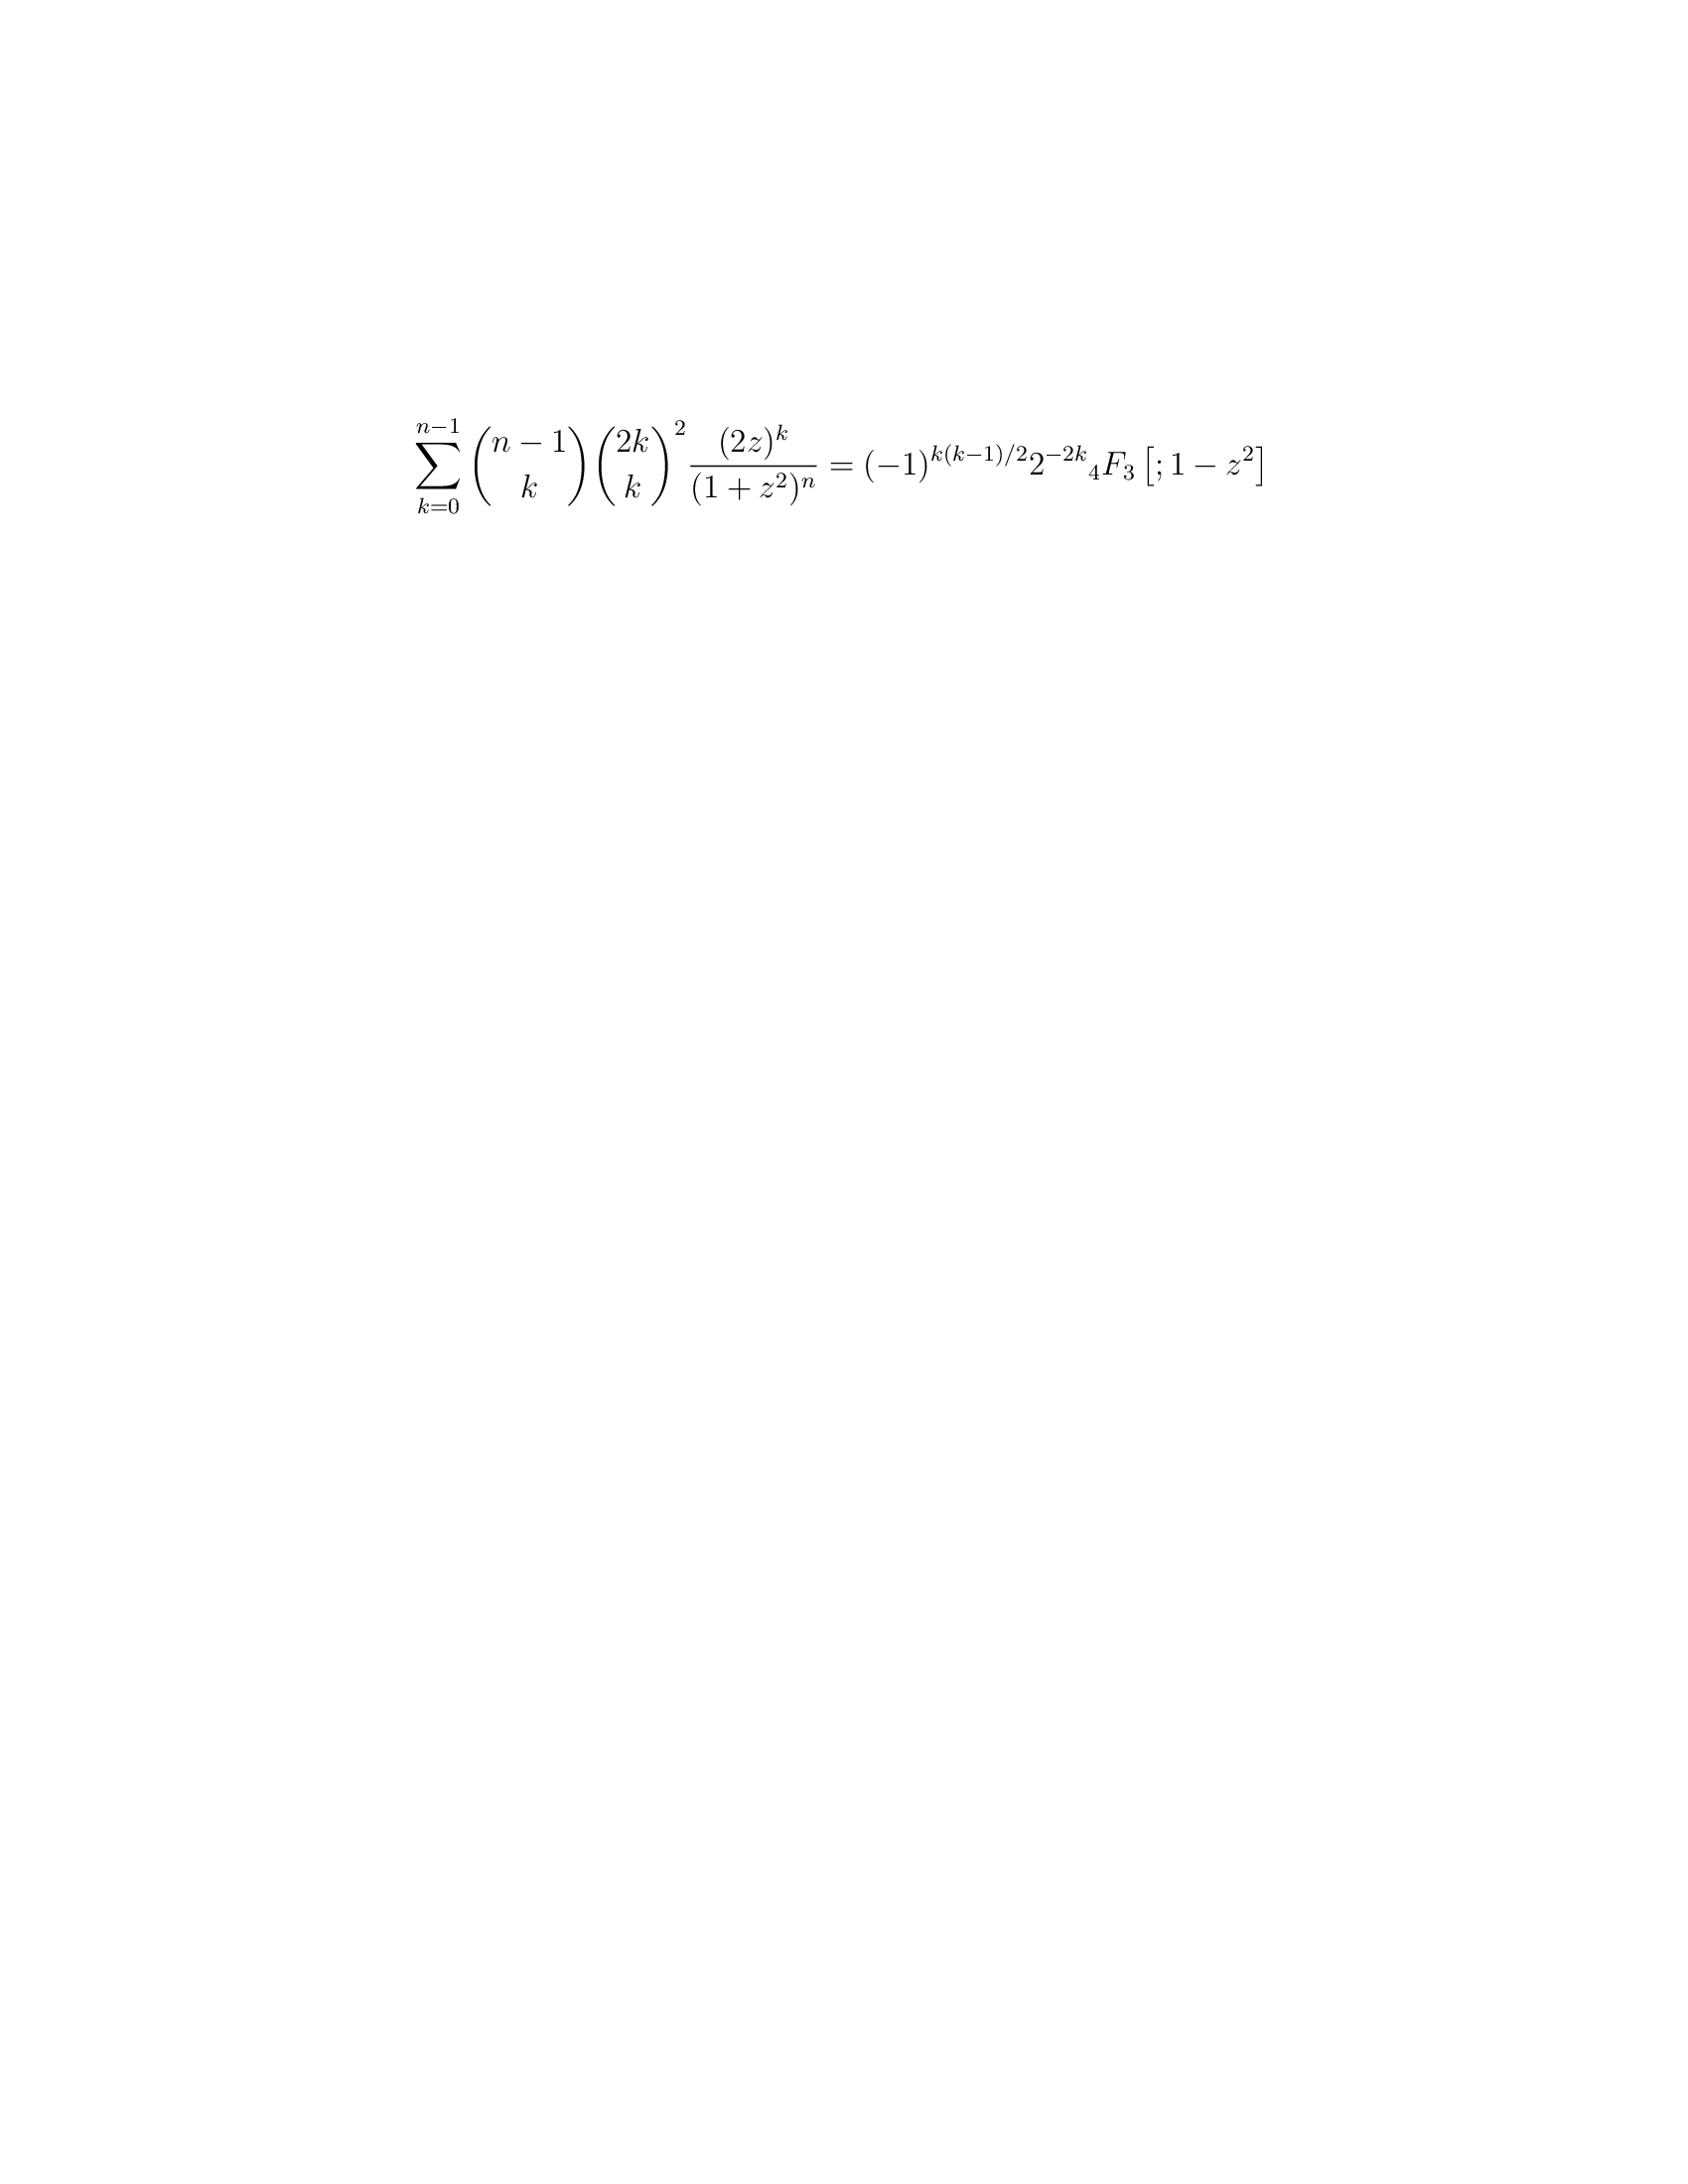 \sum_{k=0}^{n-1} \binom{n-1}{k} \binom{2k}{k}^2 \frac{(2z)^k}{(1+z^2)^n} = (-1)^{k(k-1)/2} 2^{-2k} {}_4F_3 \left[ ; 1 - z^2 \right]